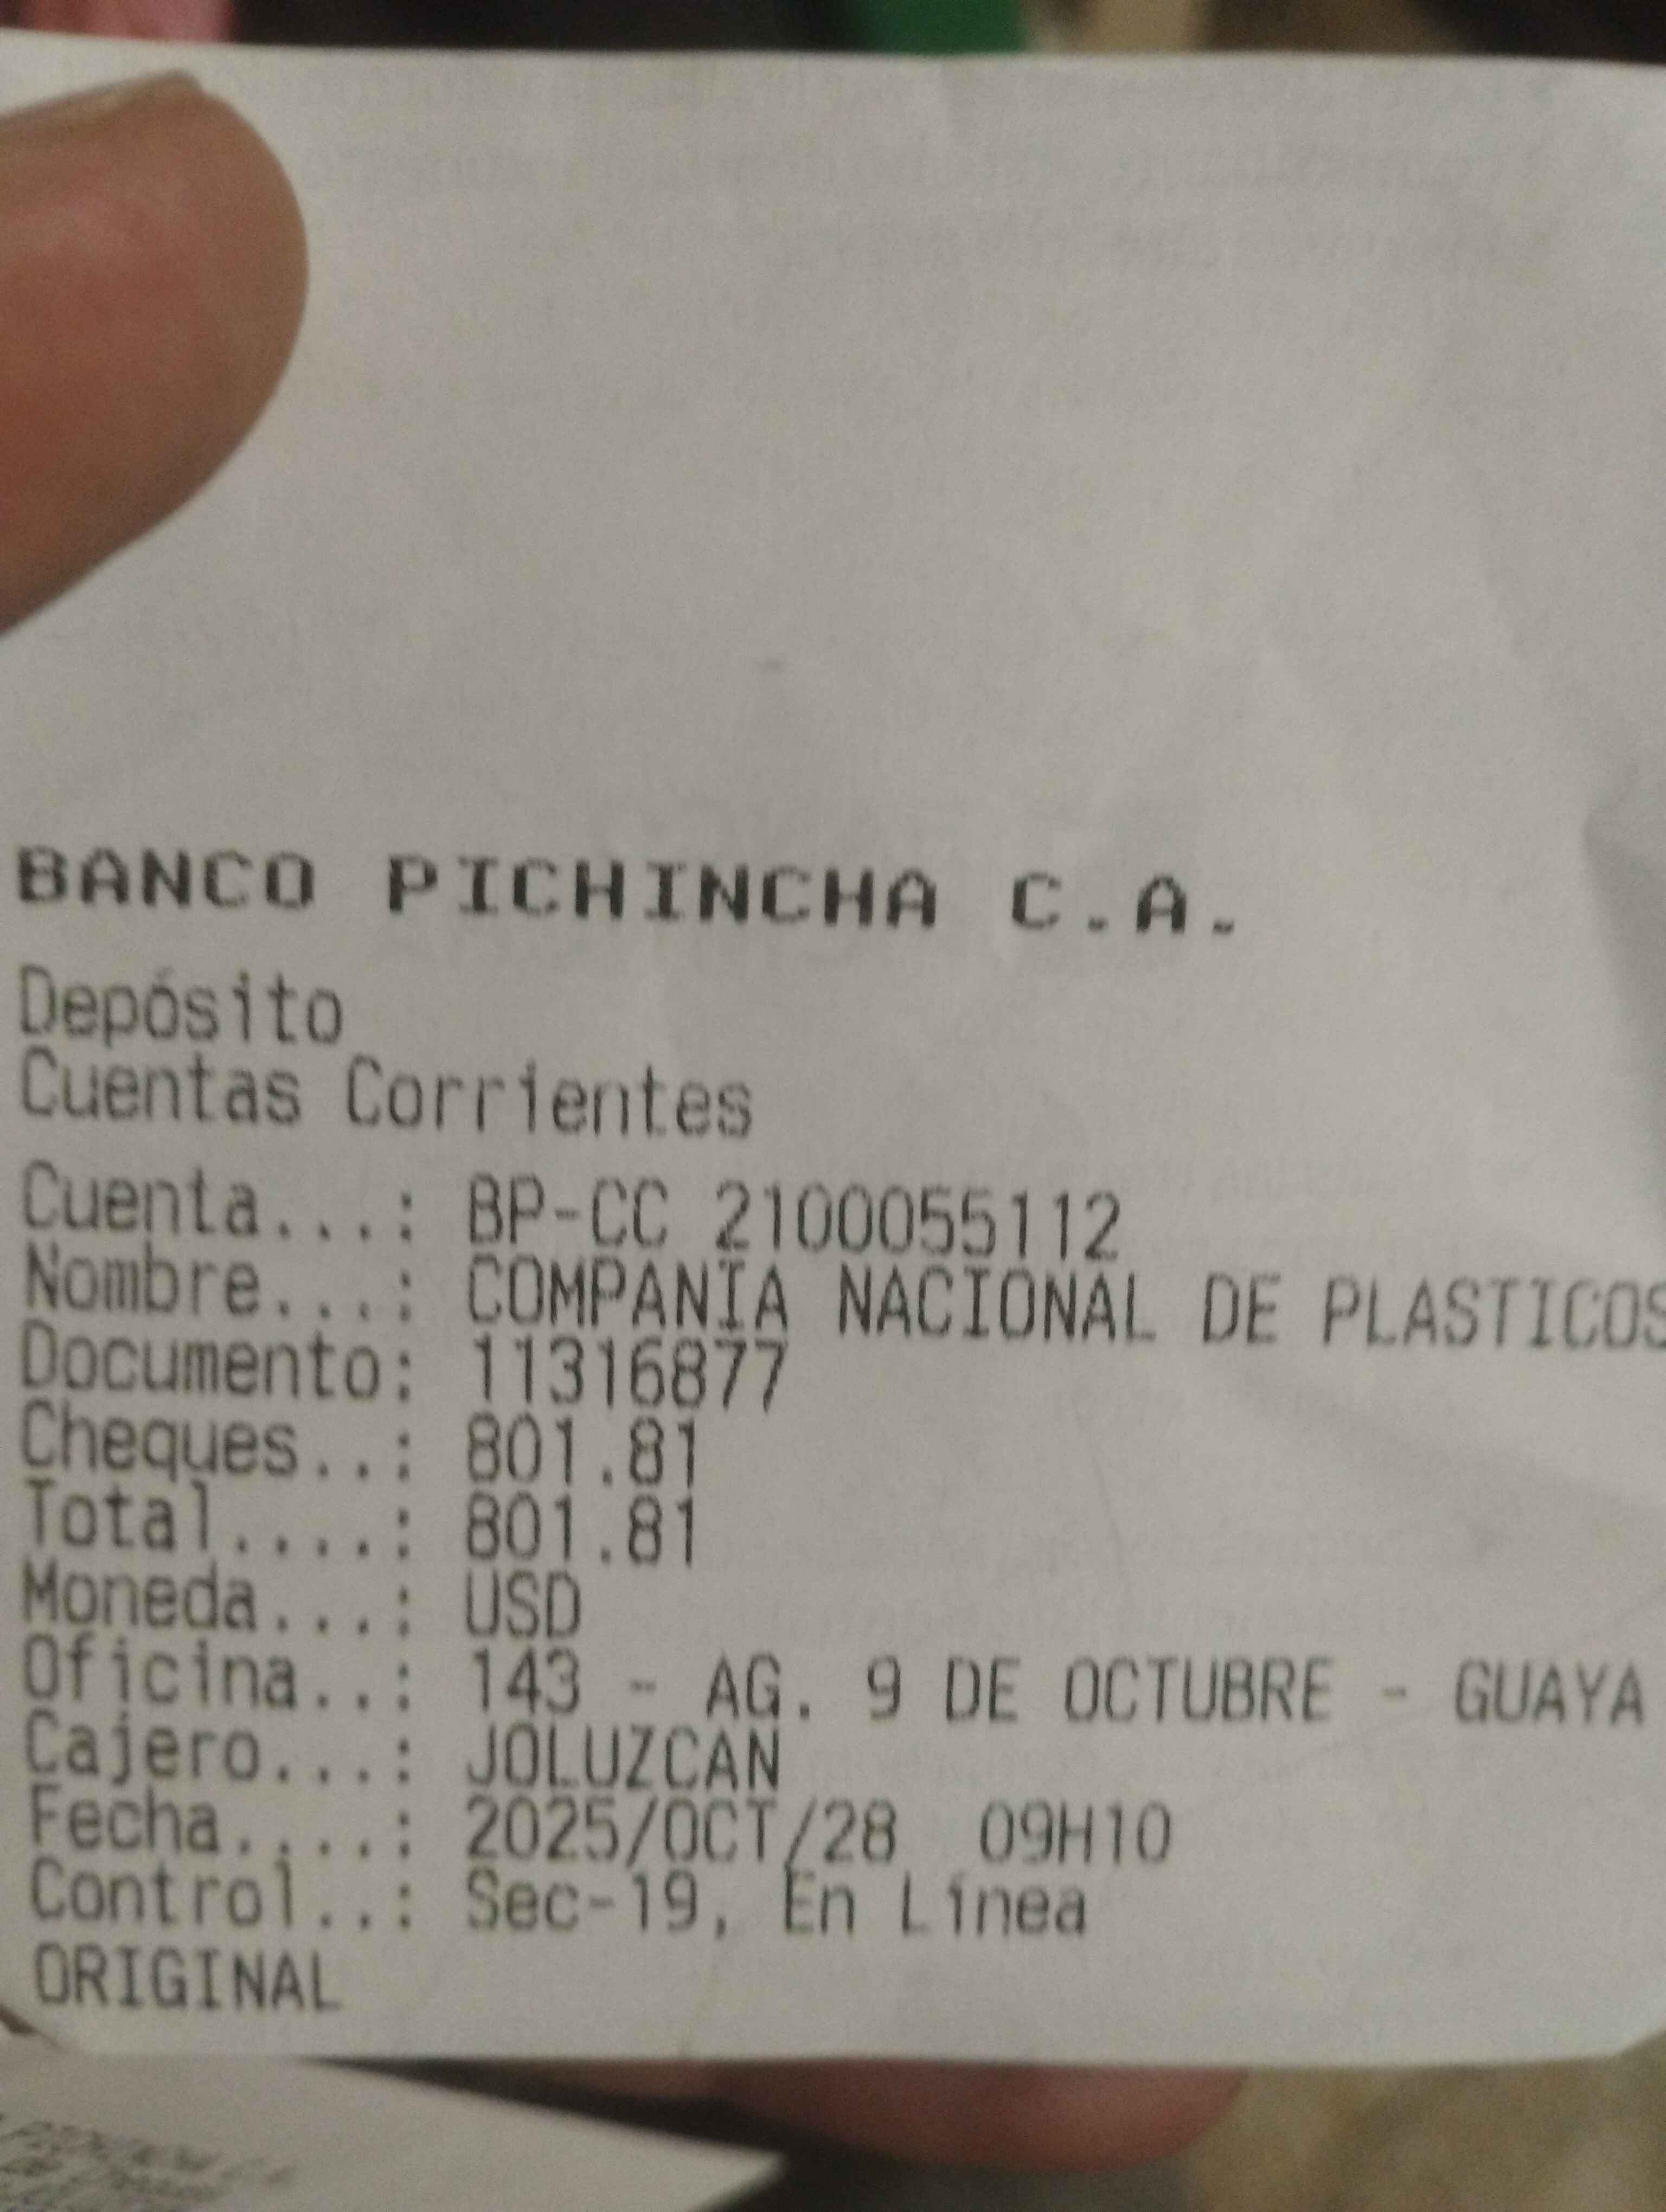 BANCO PICHINCHA C.A.
Depósito
Cuentas Corrientes
Cuenta...: BP-CC 2100055112
Nombre...: COMPANIA NACIONAL DE PLASTICOS
Documento: 11316877
Cheques..: 801.81
Total....: 801.81
Moneda...: USD
Oficina..: 143 - AG. 9 DE OCTUBRE - GUAYA
Cajero...: JOLUZCAN
Fecha....: 2025/OCT/28 09H10
Control..: Sec-19, En Línea
ORIGINAL
PICHINCHA C.A.